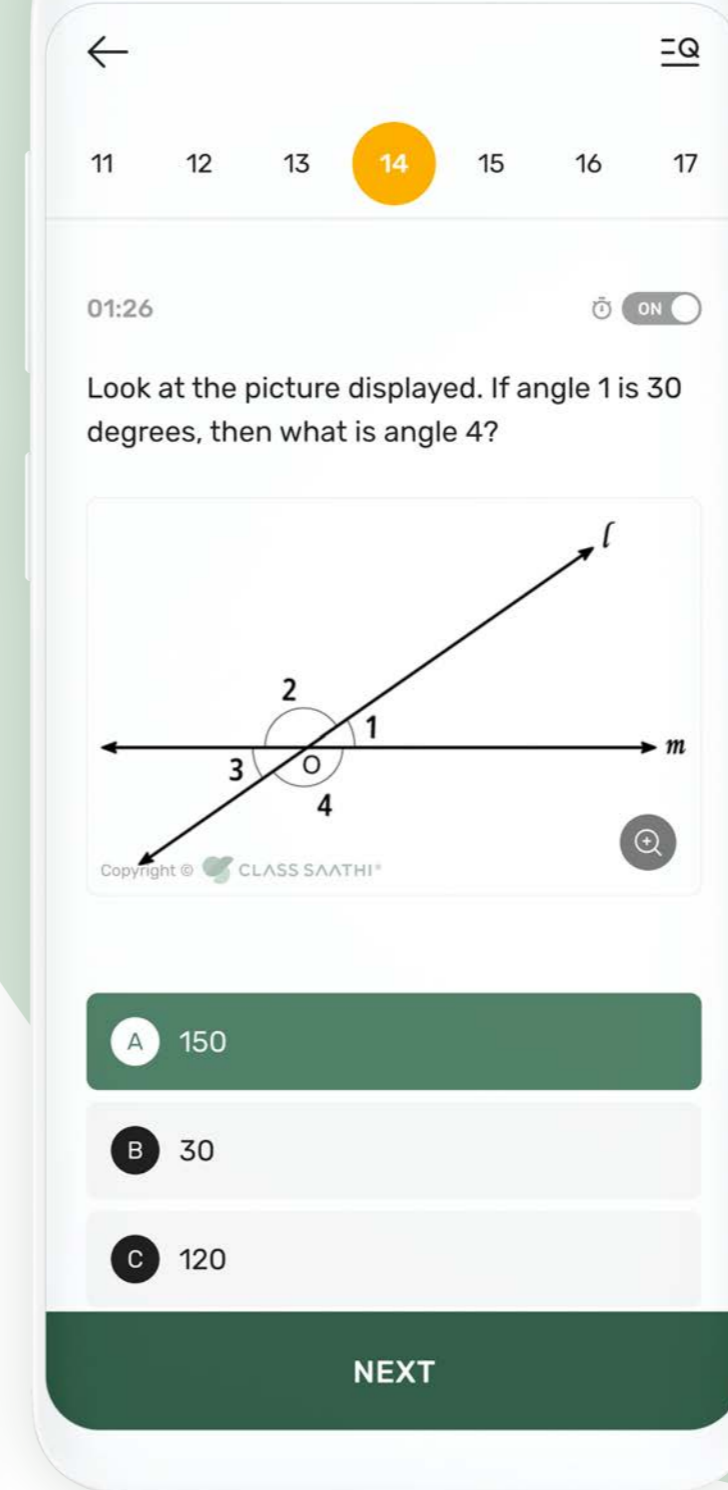 =Q
11 12 13 14 15 16 17
01:26 ON
Look at the picture displayed. If angle 1 is 30
degrees, then what is angle 4?
l
2
1
m
3
O
4
Copyright © CLASS SAATHI®
A 150
B 30
C 120
NEXT